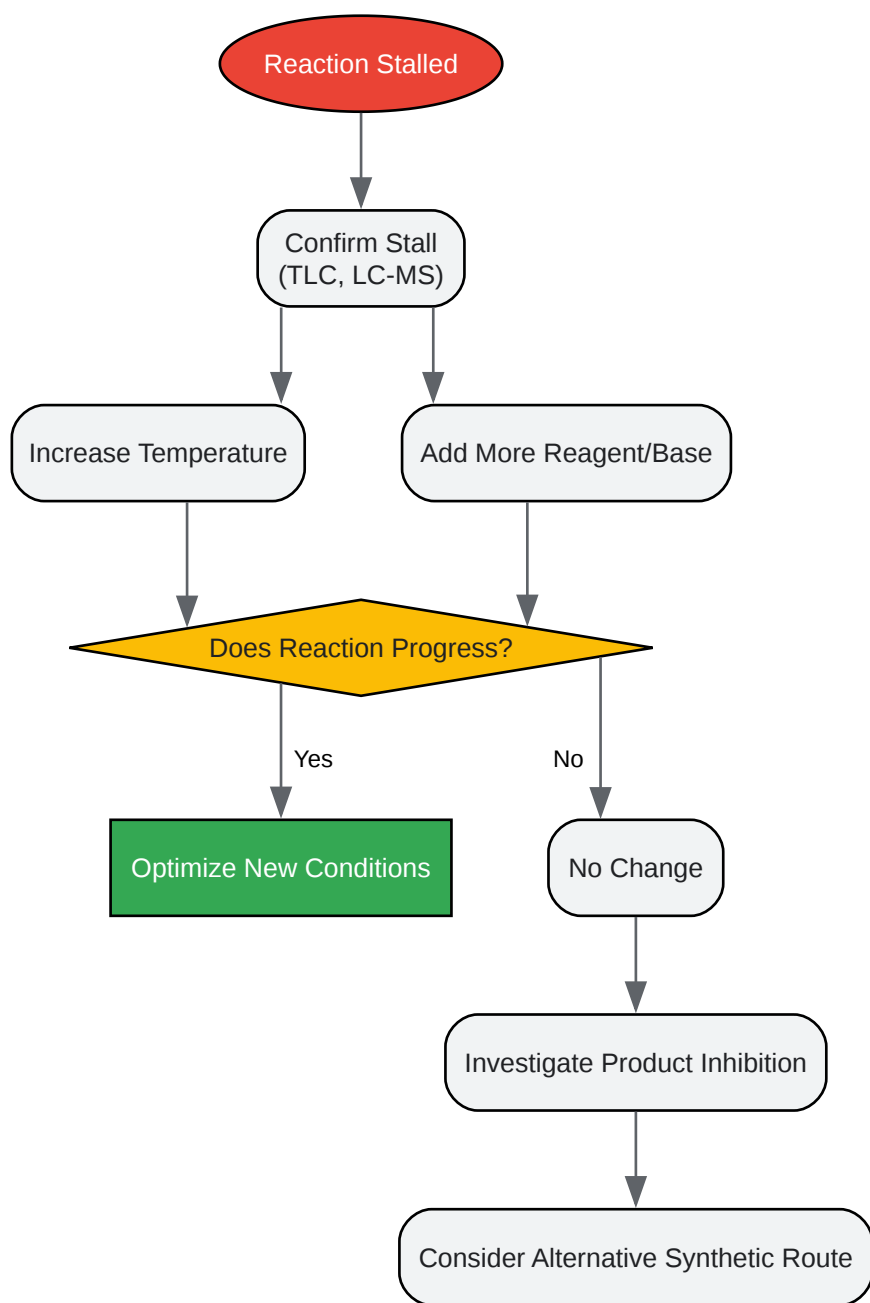 Reaction Stalled
Confirm Stall
(TLC, LC-MS)
Increase Temperature
Add More Reagent/Base
Does Reaction Progress?
Yes
No
Optimize New Conditions
No Change
Investigate Product Inhibition
Consider Alternative Synthetic Route